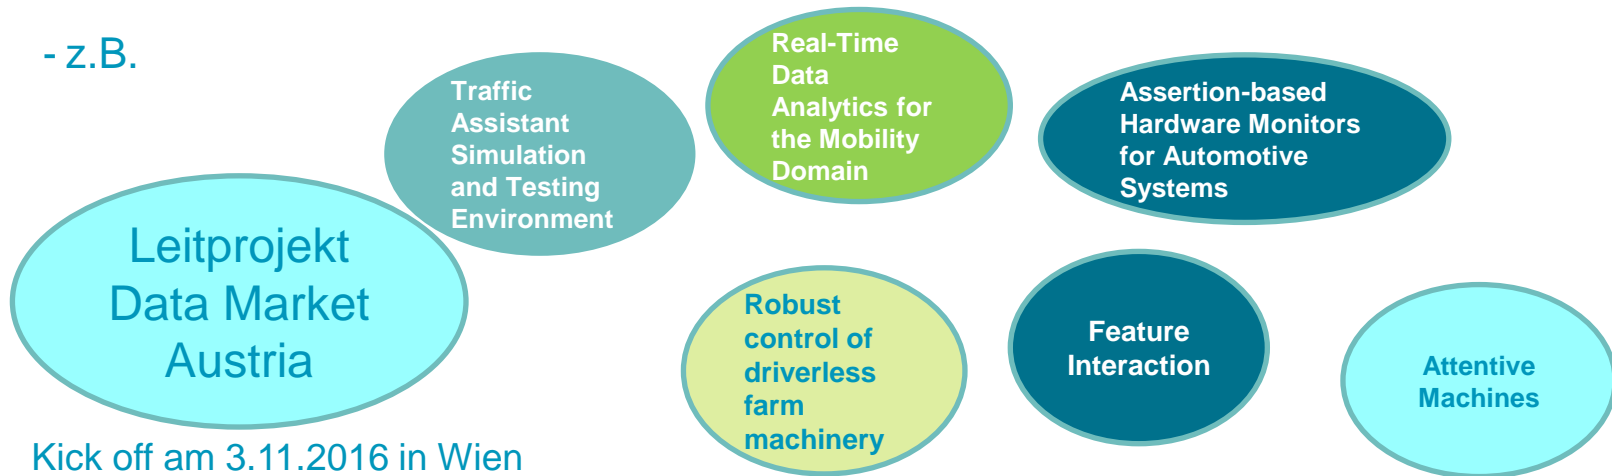 - z.B.
Traffic
Assistant
Simulation
and Testing
Environment
Real-Time
Data
Analytics for
the Mobility
Domain
Assertion-based
Hardware Monitors
for Automotive
Systems
Leitprojekt
Data Market
Austria
Robust
control of
driverless
farm
machinery
Feature
Interaction
Attentive
Machines
Kick off am 3.11.2016 in Wien